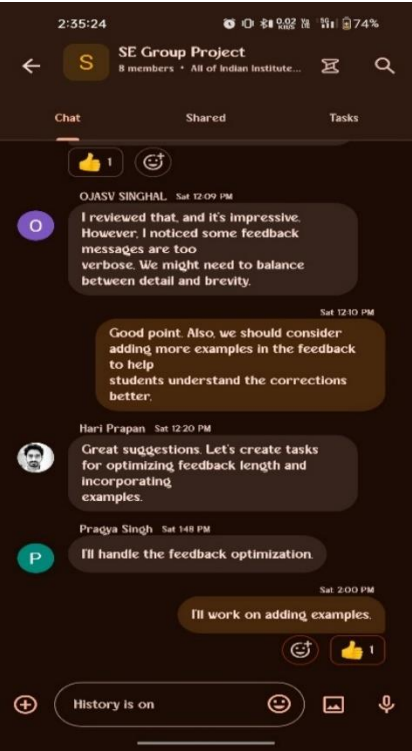 2:35:24
74%
S
SE Group Project
8 members • All of Indian Institute...
Chat
Shared
Tasks
1
OJASV SINGHAL Sat 12:09 PM
O
I reviewed that, and it's impressive.
However, I noticed some feedback
messages are too
verbose. We might need to balance
between detail and brevity.
Sat 12:10 PM
Good point. Also, we should consider
adding more examples in the feedback
to help
students understand the corrections
better.
Hari Prapan Sat 12:20 PM
Great suggestions. Let's create tasks
for optimizing feedback length and
incorporating
examples.
Pragya Singh Sat 1:48 PM
P
I'll handle the feedback optimization.
Sat 2:00 PM
I'll work on adding examples.
1
History is on